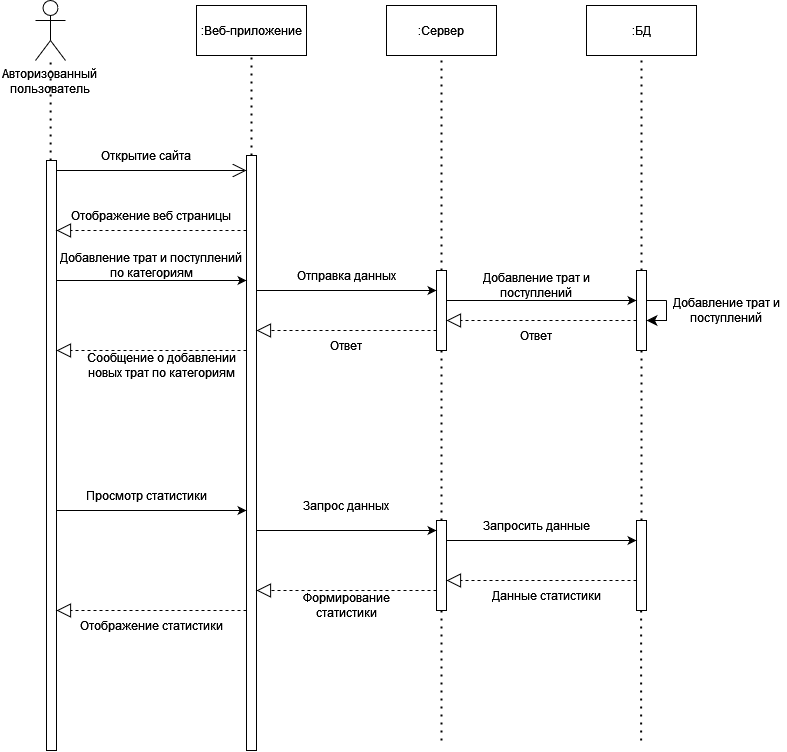 :Веб-приложение
:Сервер
:БД
Авторизованный
пользователь
Открытие сайта
Отображение веб страницы
Добавление трат и поступлений
по категориям
Отправка данных
Добавление трат и
поступлений
Добавление трат и
поступлений
Ответ
Ответ
Сообщение о добавлении
новых трат по категориям
Просмотр статистики
Запрос данных
Запросить данные
Формирование
статистики
Данные статистики
Отображение статистики